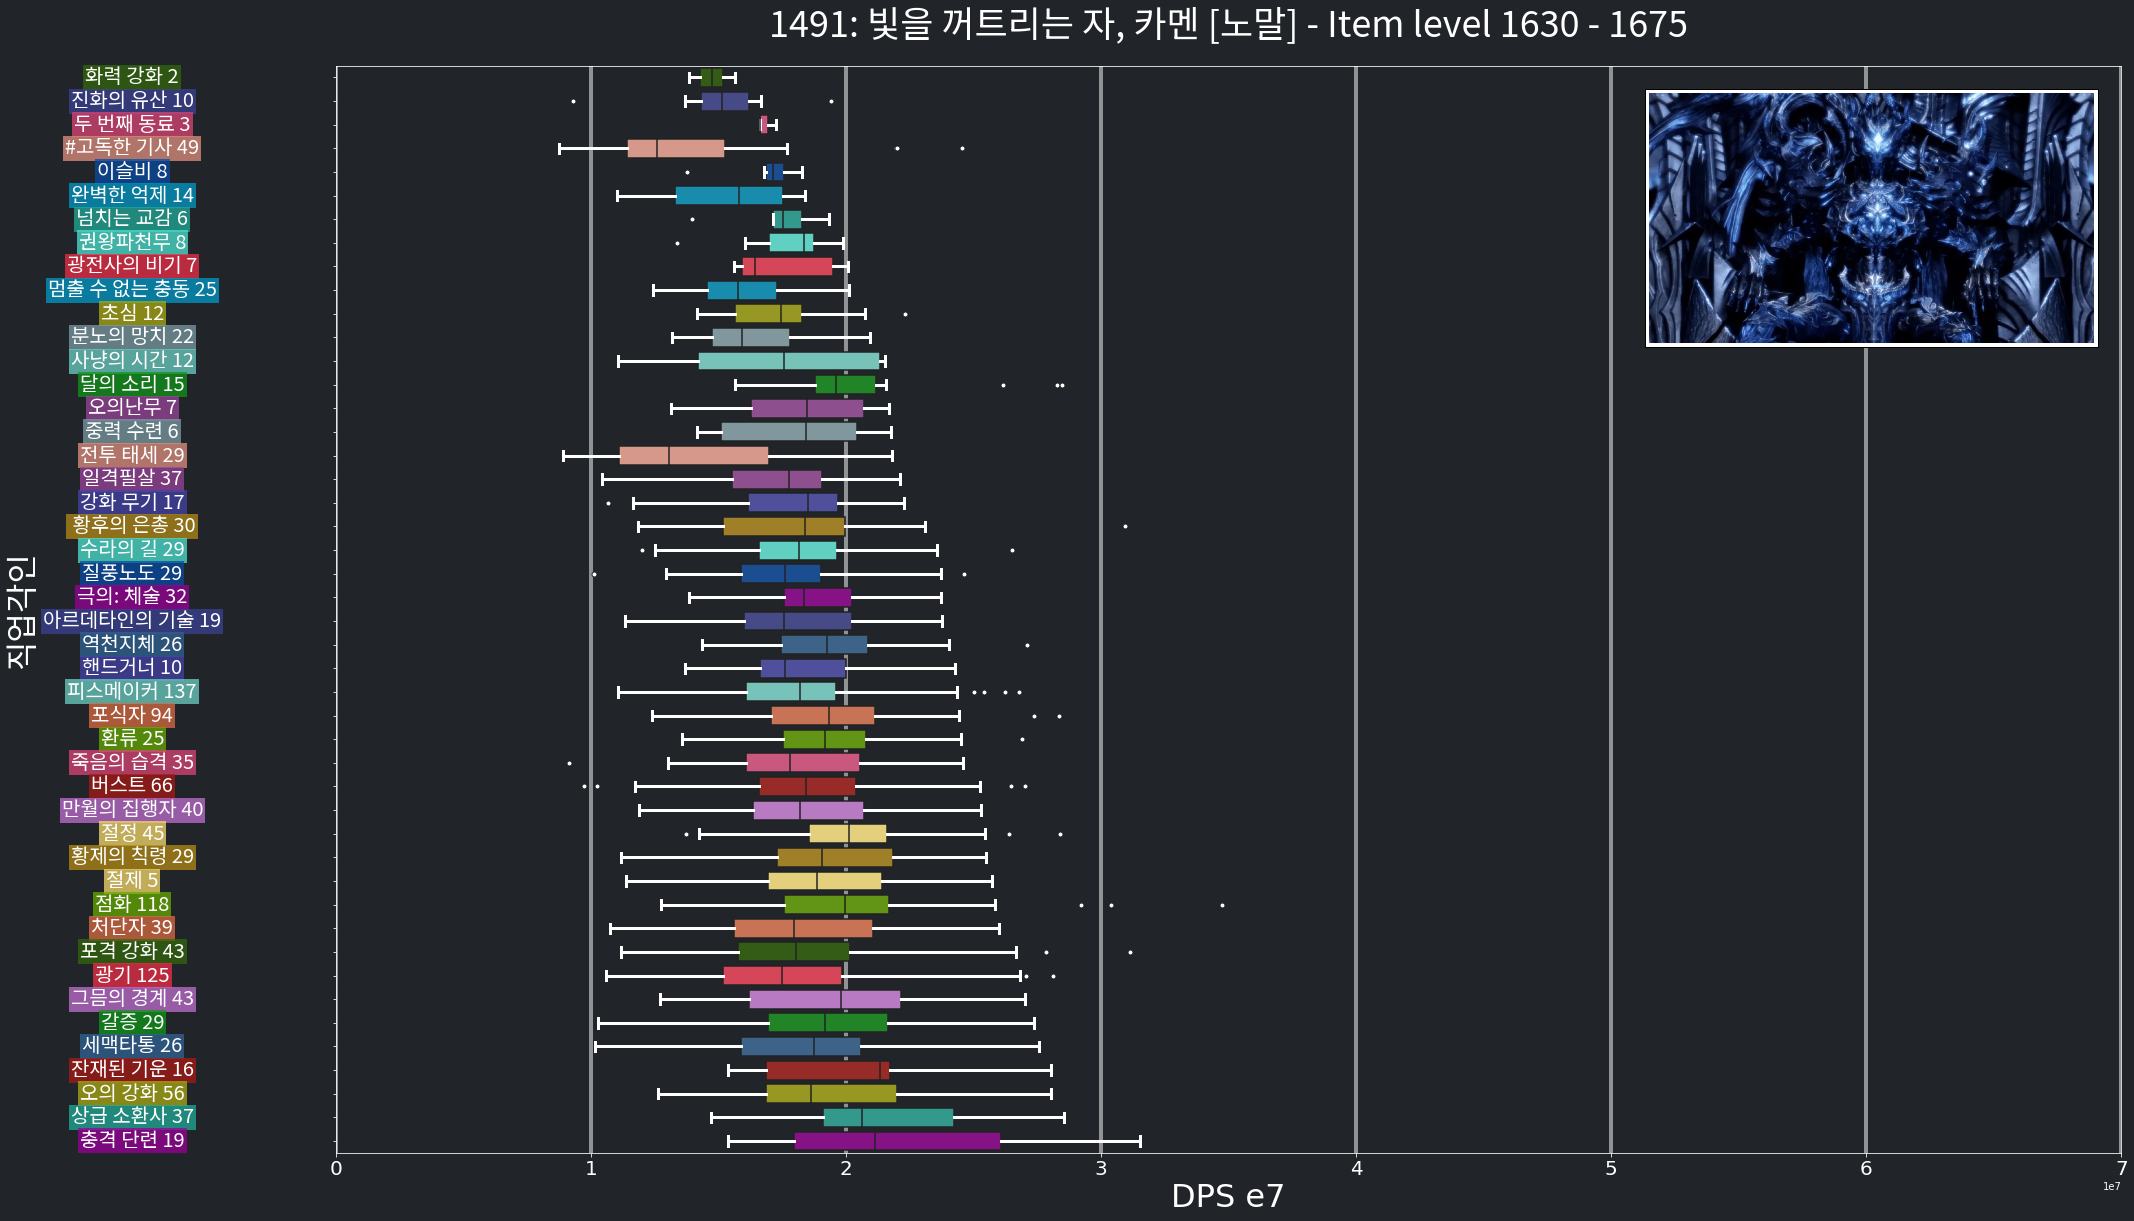 1491: 빛을 꺼트리는 자, 카멘 [노말] - Item level 1630 - 1675
직업각인
화력 강화 2
진화의 유산 10
두 번째 동료 3
#고독한 기사 49
이슬비 8
완벽한 억제 14
넘치는 교감 6
권왕파천무 8
광전사의 비기 7
멈출 수 없는 충동 25
초심 12
분노의 망치 22
사냥의 시간 12
달의 소리 15
오의난무 7
중력 수련 6
전투 태세 29
일격필살 37
강화 무기 17
황후의 은총 30
수라의 길 29
질풍노도 29
극의: 체술 32
아르데타인의 기술 19
역천지체 26
핸드거너 10
피스메이커 137
포식자 94
환류 25
죽음의 습격 35
버스트 66
만월의 집행자 40
절정 45
황제의 칙령 29
절제 5
점화 118
처단자 39
포격 강화 43
광기 125
그믐의 경계 43
갈증 29
세맥타통 26
잔재된 기운 16
오의 강화 56
상급 소환사 37
충격 단련 19
0 1 2 3 4 5 6 7
1e7
DPS e7